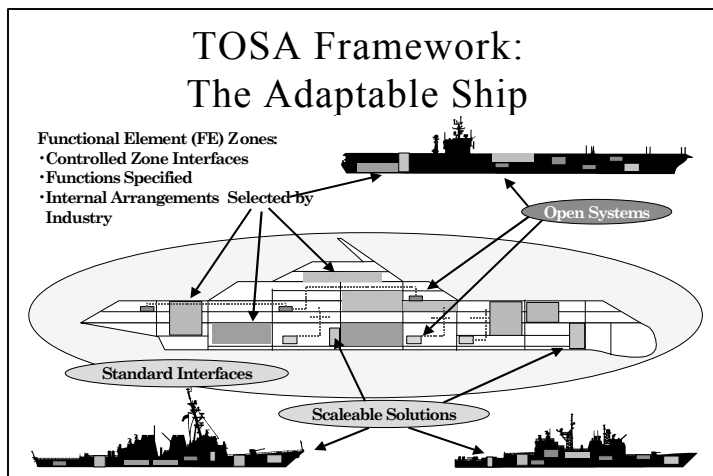 TOSA Framework:
The Adaptable Ship
Functional Element (FE) Zones:
•Controlled Zone Interfaces
•Functions Specified
•Internal Arrangements Selected by
Industry
Open Systems
Standard Interfaces
Scaleable Solutions